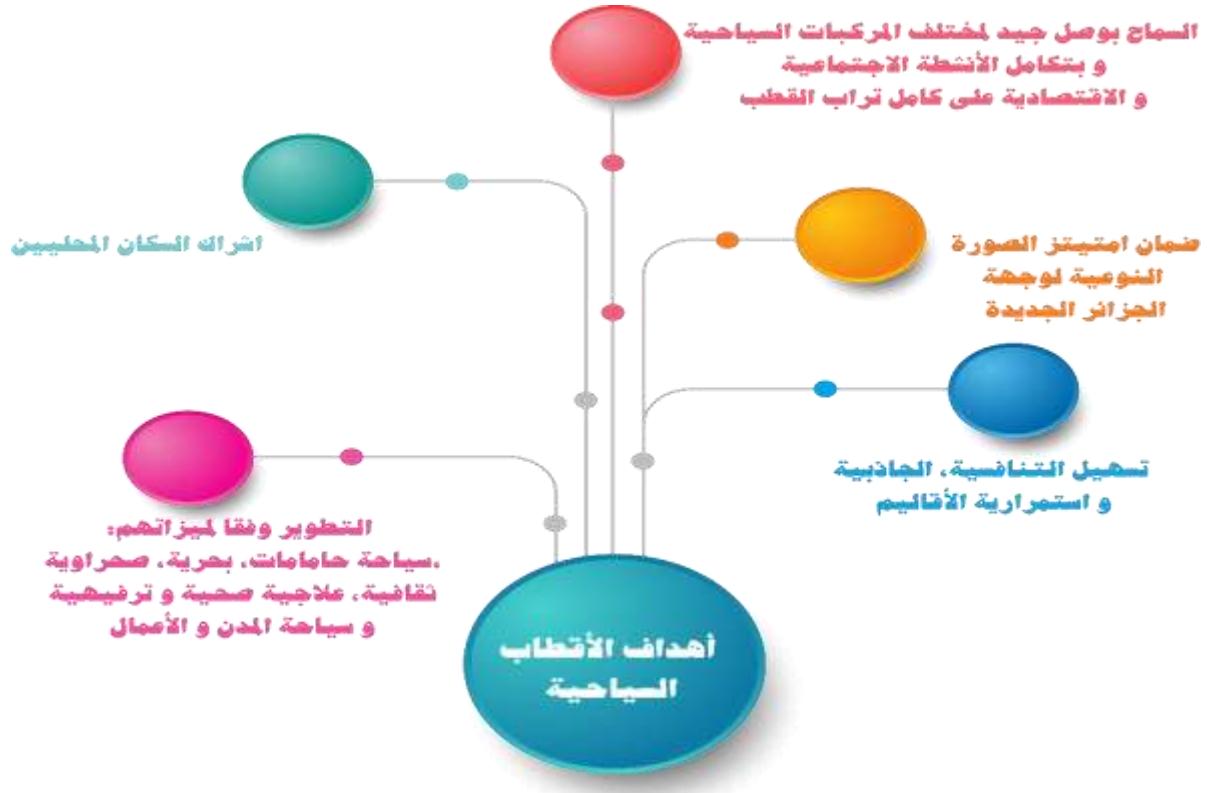 السماح بوصل جيد لمختلف المركبات السياحية
و بتكامل الأنشطة الاجتماعية
و الاقتصادية على كامل تراب القطب
اشراك السكان المحليين
ضمان امتيتز الصورة
النوعية لوجهة
الجزائر الجديدة
تسهيل التنافسية، الجاذبية
و استمرارية الأقاليم
التطوير وفقا لميزاتهم:
،سياحة حامامات، بحرية، صحراوية
ثقافية، علاجية صحية و ترفيهية
و سياحة المدن و الأعمال
أهداف الأقطاب
السياحية